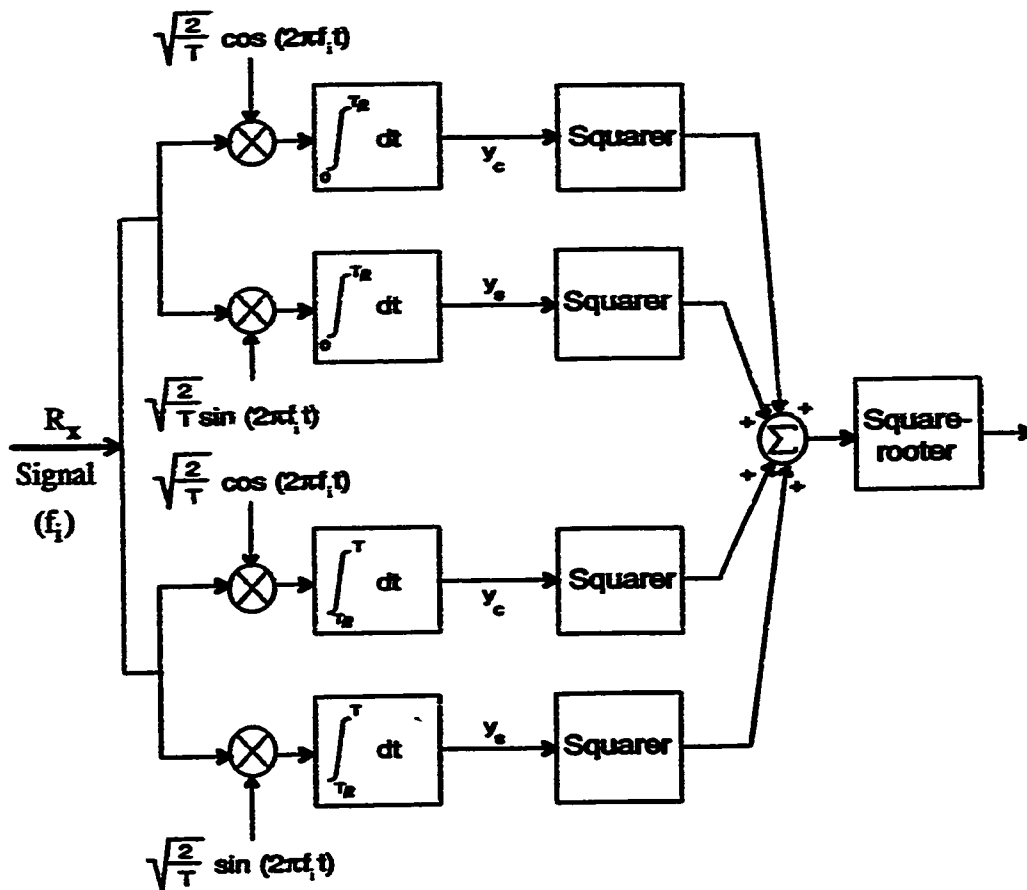 √2/T cos (2πf_i t)
∫ T/2 0 dt
y_c
Squarer
∫ T/2 0 dt
y_s
Squarer
√2/T sin (2πf_i t)
R_x
Signal
(f_i)
+ + + +
Σ
Square-
rooter
√2/T cos (2πf_i t)
∫ T T/2 dt
y_c
Squarer
∫ T T/2 dt
y_s
Squarer
√2/T sin (2πf_i t)